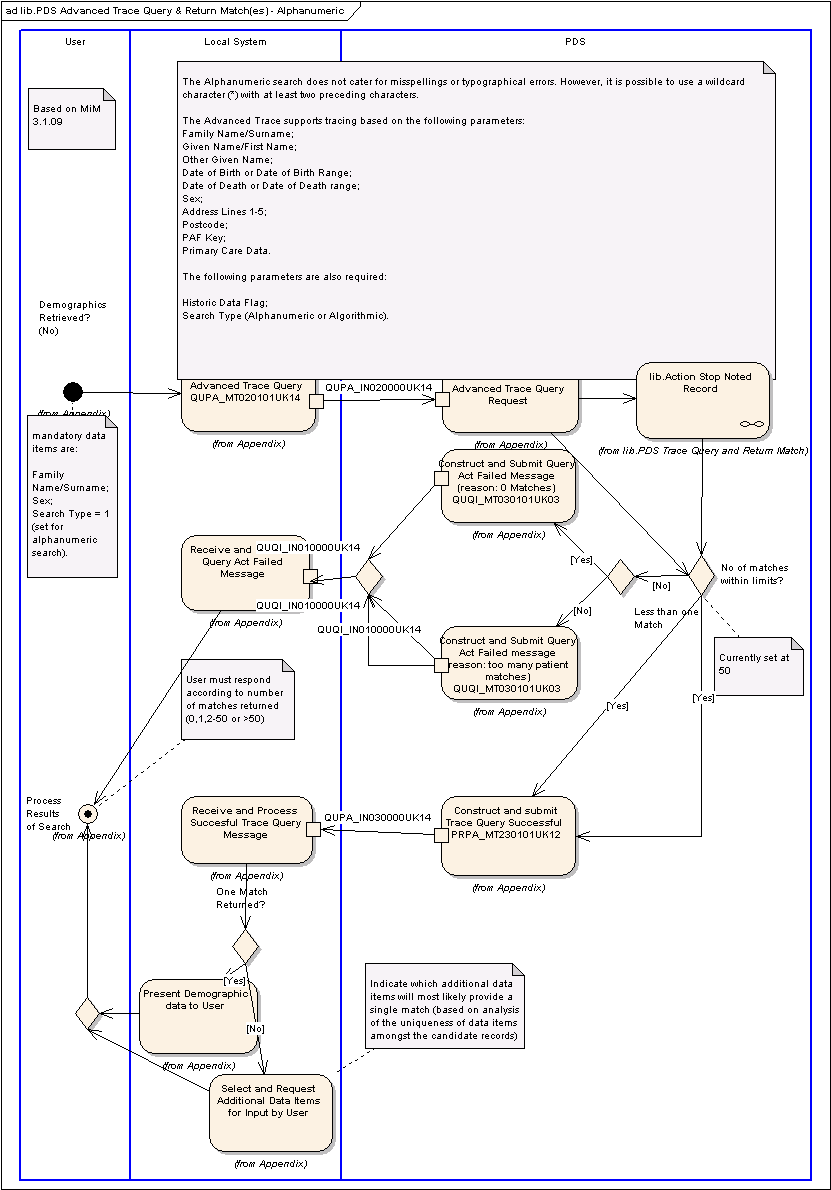 ad lib.PDS Advanced Trace Query & Return Match(es) - Alphanumeric
User
Local System
PDS
Based on MiM
3.1.09
The Alphanumeric search does not cater for misspellings or typographical errors. However, it is possible to use a wildcard
character (*) with at least two preceding characters.
The Advanced Trace supports tracing based on the following parameters:
Family Name/Surname;
Given Name/First Name;
Other Given Name;
Date of Birth or Date of Birth Range;
Date of Death or Date of Death range;
Sex;
Address Lines 1-5;
Postcode;
PAF Key;
Primary Care Data.
The following parameters are also required:
Historic Data Flag;
Search Type (Alphanumeric or Algorithmic).
Demographics
Retrieved?
(No)
(from Appendix)
mandatory data
items are:
Family
Name/Surname;
Sex;
Search Type = 1
(set for
alphanumeric
search).
Advanced Trace Query
QUPA_MT020101UK14
(from Appendix)
QUPA_IN020000UK14
Advanced Trace Query
Request
(from Appendix)
lib.Action Stop Noted
Record
(from lib.PDS Trace Query and Return Match)
Construct and Submit Query
Act Failed Message
(reason: 0 Matches)
QUQI_MT030101UK03
(from Appendix)
QUQI_IN010000UK14
Receive and
Query Act Failed
Message
(from Appendix)
QUQI_IN010000UK14
QUQI_IN010000UK14
[Yes]
[No]
[No]
No of matches
within limits?
Less than one
Match
Construct and Submit Query
Act Failed message
reason: too many patient
matches)
QUQI_MT030101UK03
(from Appendix)
Currently set at
50
[Yes]
[Yes]
User must respond
according to number
of matches returned
(0,1,2-50 or >50)
Process
Results
of Search
(from Appendix)
Receive and Process
Succesful Trace Query
Message
(from Appendix)
QUPA_IN030000UK14
Construct and submit
Trace Query Successful
PRPA_MT230101UK12
(from Appendix)
One Match
Returned?
[Yes]
[No]
Present Demographic
data to User
(from Appendix)
Indicate which additional data
items will most likely provide a
single match (based on analysis
of the uniqueness of data items
amongst the candidate records)
Select and Request
Additional Data Items
for Input by User
(from Appendix)